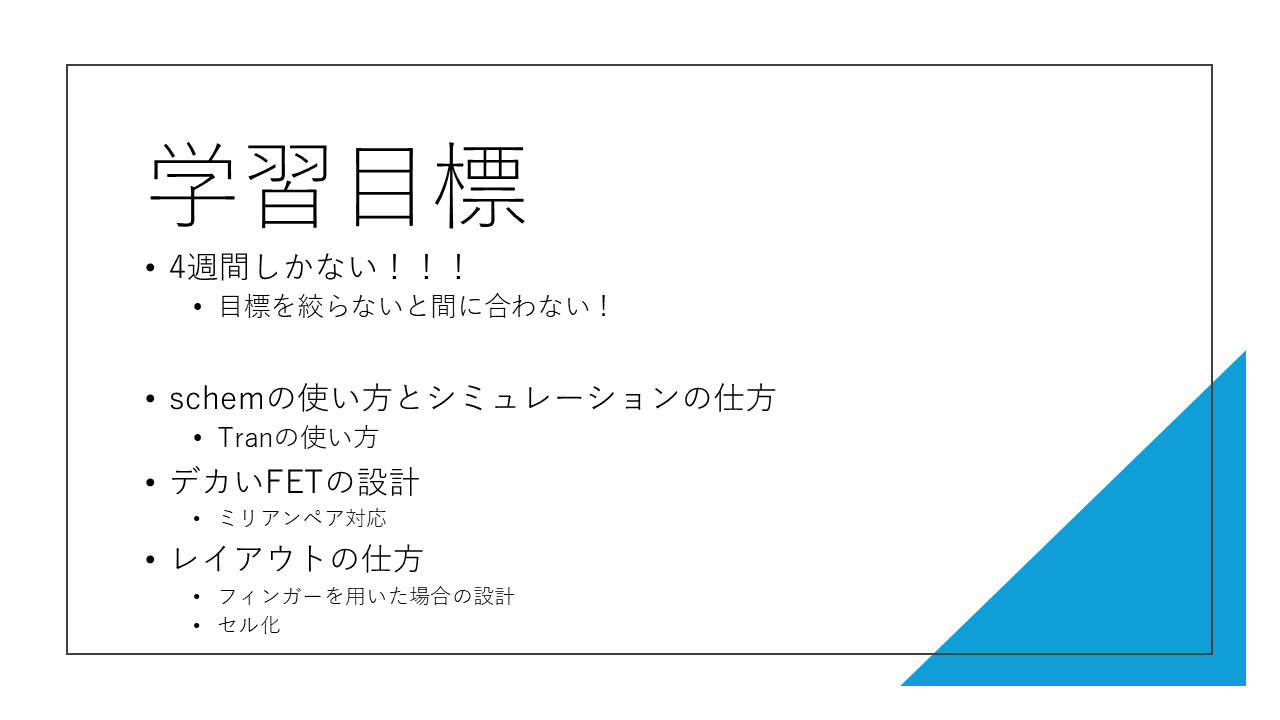 学習目標
• 4週間しかない！！！
• 目標を絞らないと間に合わない！
• schemの使い方とシミュレーションの仕方
• Tranの使い方
• デカいFETの設計
• ミリアンペア対応
• レイアウトの仕方
• フィンガーを用いた場合の設計
• セル化